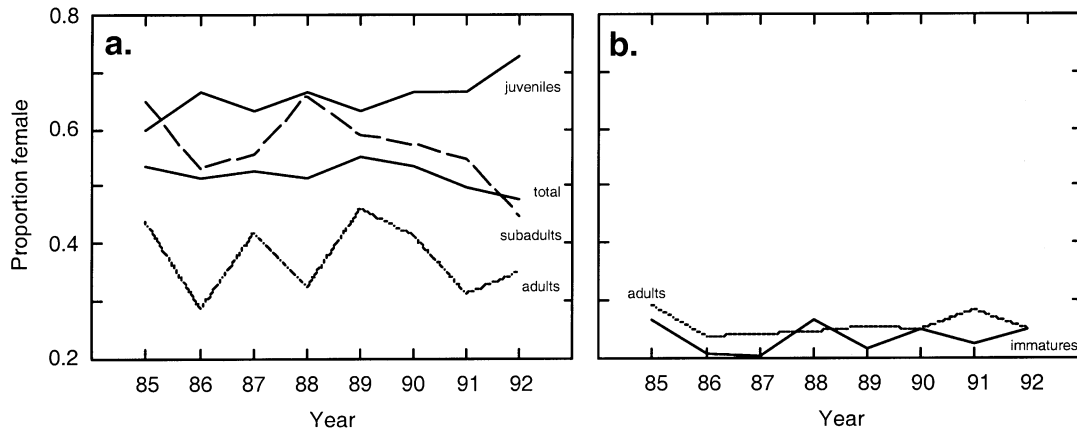 a.
b.
0.8
0.6
0.4
0.2
Proportion female
juveniles
total
subadults
adults
adults
immatures
85 86 87 88 89 90 91 92
85 86 87 88 89 90 91 92
Year
Year